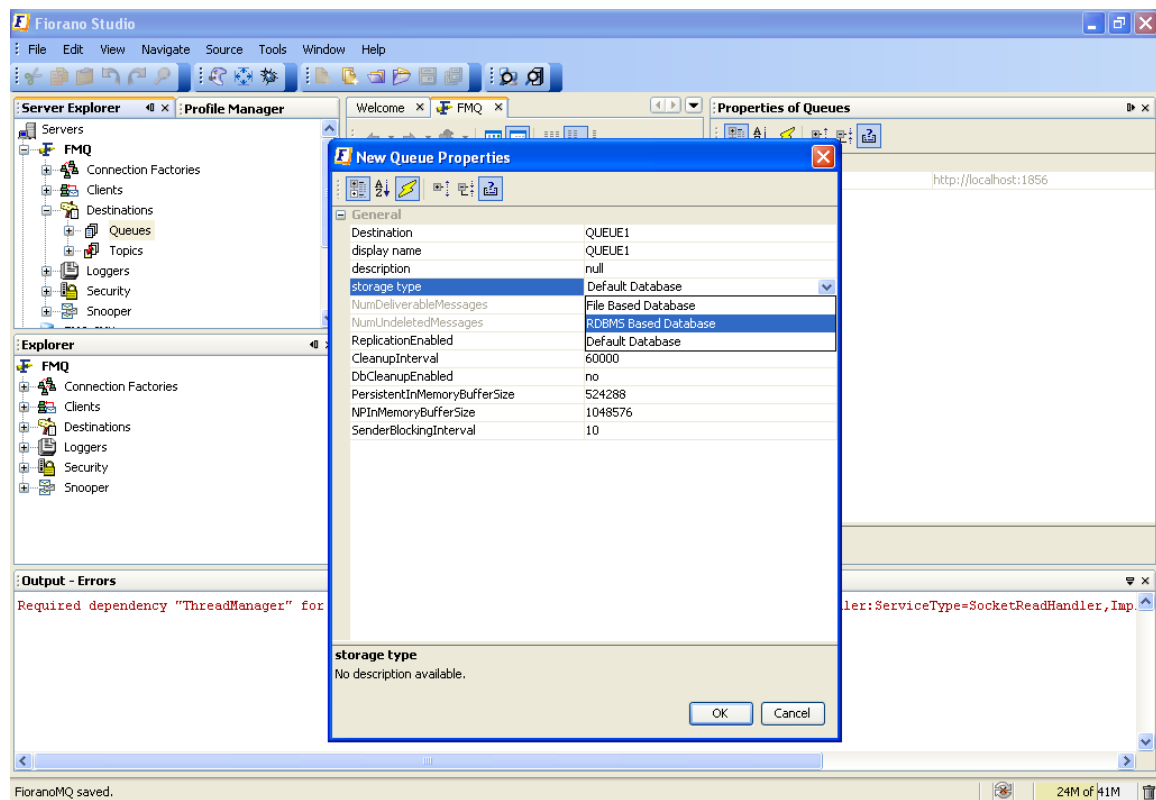 Fiorano Studio
File Edit View Navigate Source Tools Window Help
Server Explorer
Profile Manager
Servers
FMQ
Connection Factories
Clients
Destinations
Queues
Topics
Loggers
Security
Snooper
Explorer
FMQ
Connection Factories
Clients
Destinations
Loggers
Security
Snooper
Welcome
FMQ
Properties of Queues
http://localhost:1856
New Queue Properties
General
Destination QUEUE1
display name QUEUE1
description null
storage type Default Database
NumDeliverableMessages File Based Database
NumUndeletedMessages RDBMS Based Database
ReplicationEnabled Default Database
CleanupInterval 60000
DbCleanupEnabled no
PersistentInMemoryBufferSize 524288
NPInMemoryBufferSize 1048576
SenderBlockingInterval 10
storage type
No description available.
OK Cancel
Output - Errors
Required dependency "ThreadManager" for
ler:ServiceType=SocketReadHandler,Imp
FioranoMQ saved.
24M of 41M